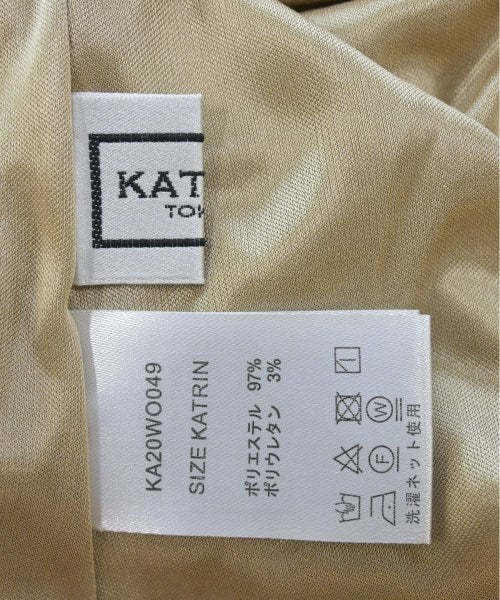 KAT
TOK
KA20WO049
SIZE KATRIN
ポリエステル 97%
ポリウレタン 3%
W
F
洗濯ネット使用